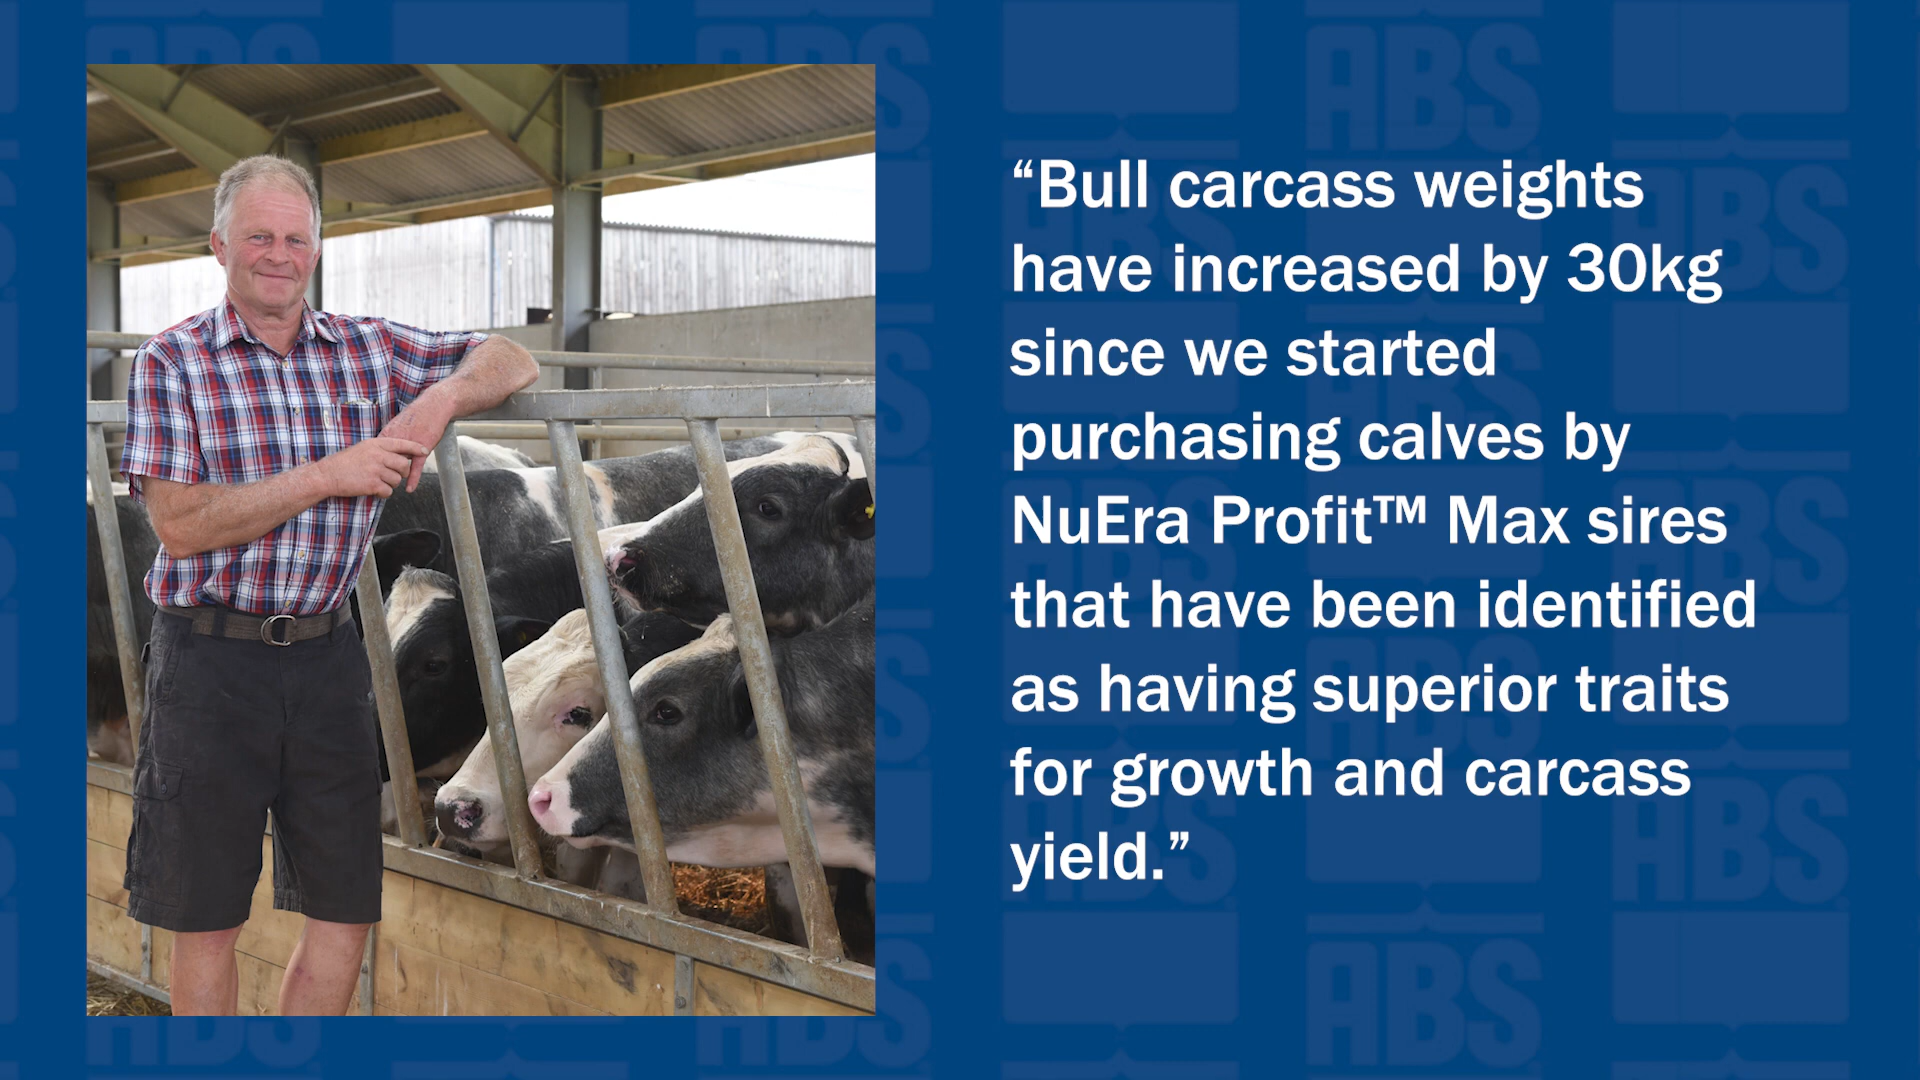 “Bull carcass weights
have increased by 30kg
since we started
purchasing calves by
NuEra Profit™ Max sires
that have been identified
as having superior traits
for growth and carcass
yield.”
ABS